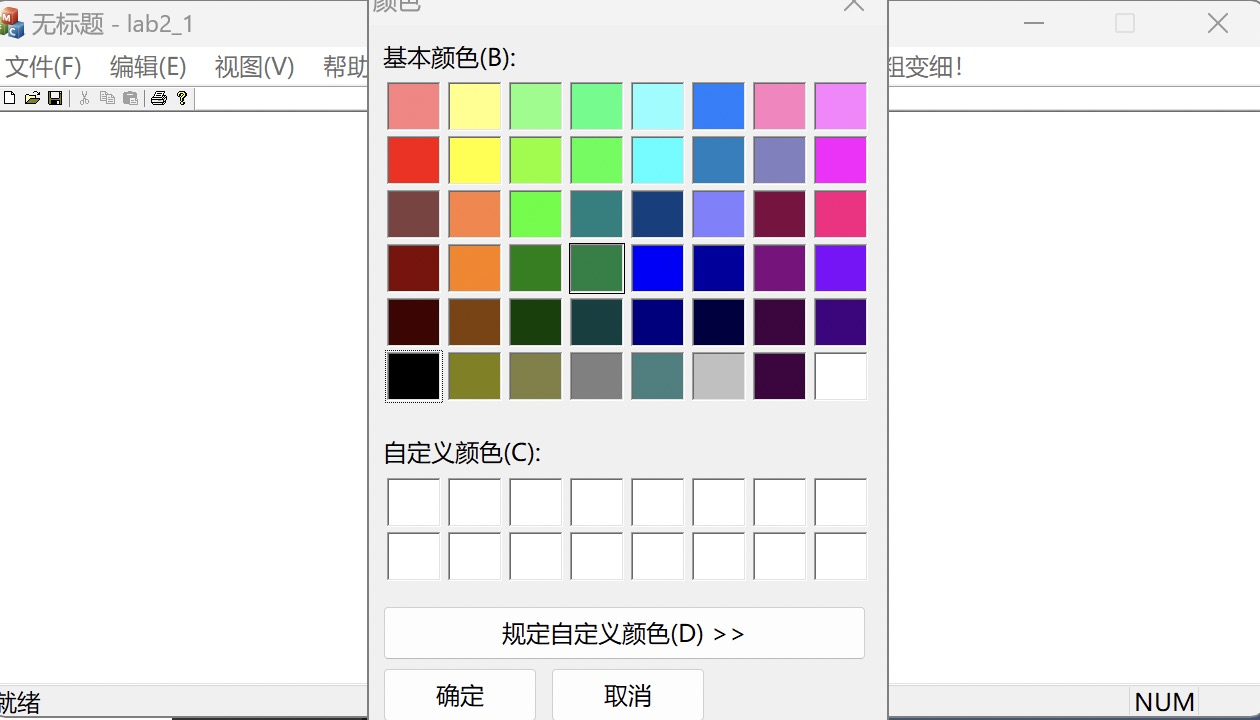 无标题 - lab2_1
颜色
文件(F) 编辑(E) 视图(V) 帮助
变细!
基本颜色(B):
自定义颜色(C):
规定自定义颜色(D) >>
确定 取消
就绪
NUM